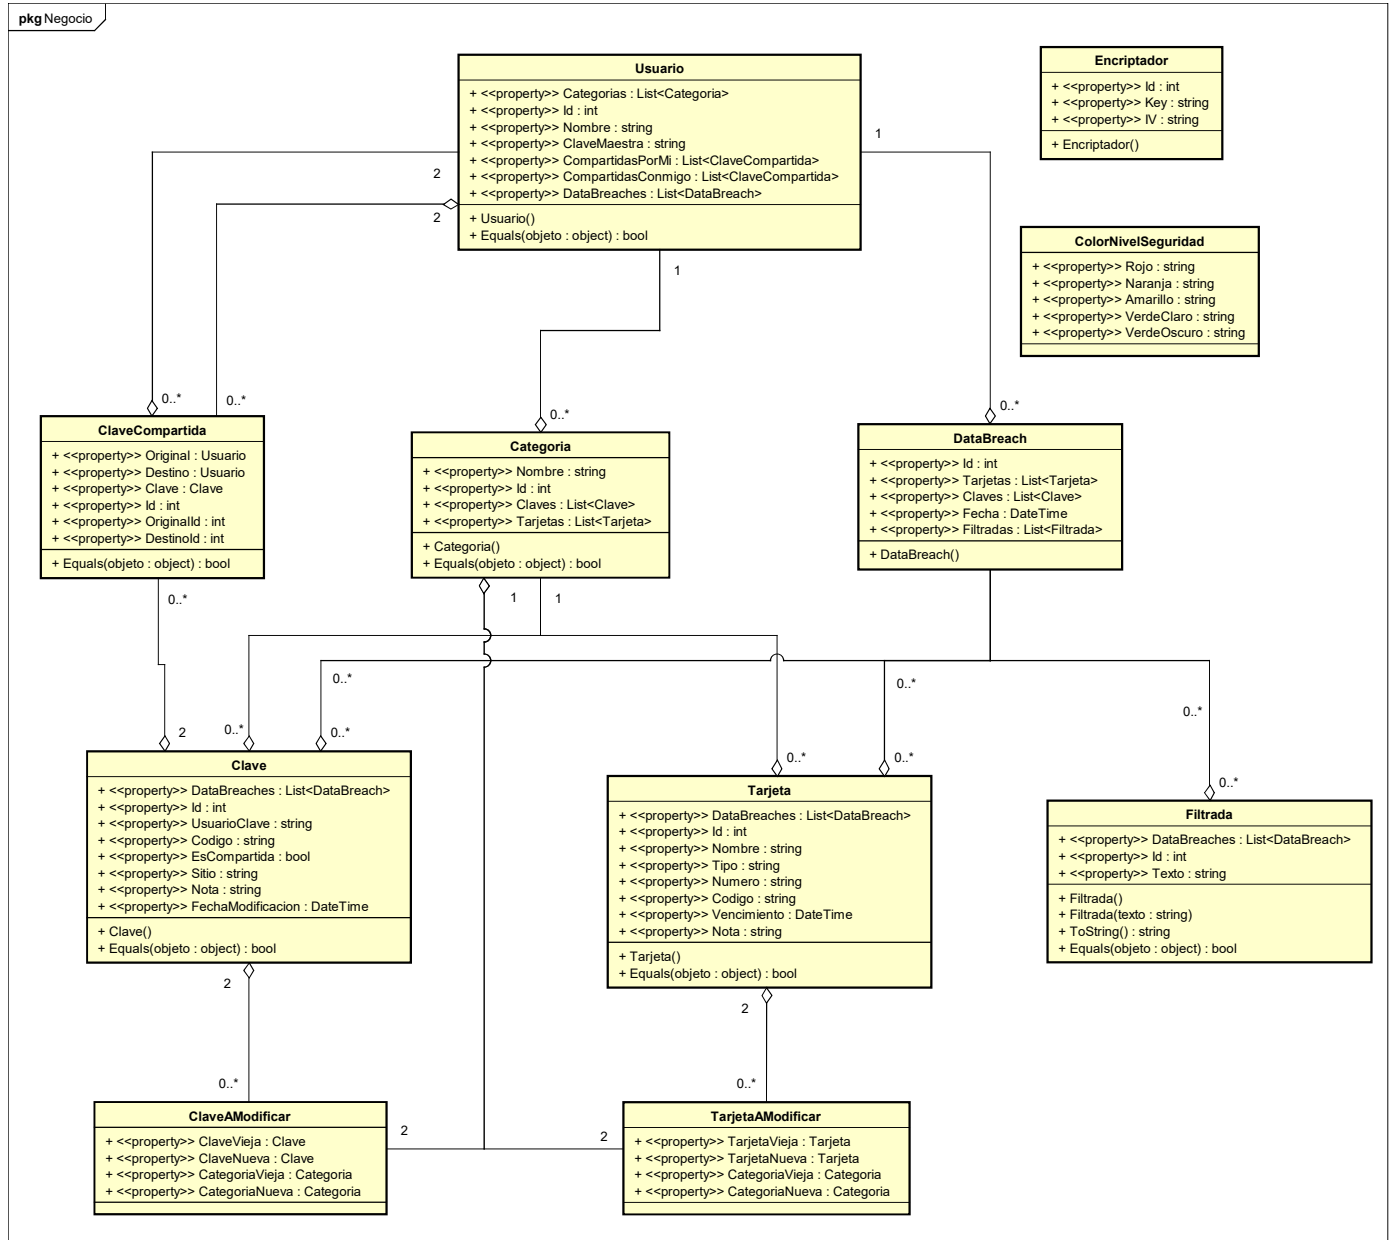 pkg Negocio
Usuario
+ <<property>> Categorias : List<Categoria>
+ <<property>> Id : int
+ <<property>> Nombre : string
+ <<property>> ClaveMaestra : string
+ <<property>> CompartidasPorMi : List<ClaveCompartida>
+ <<property>> CompartidasConmigo : List<ClaveCompartida>
+ <<property>> DataBreaches : List<DataBreach>
+ Usuario()
+ Equals(objeto : object) : bool
Encriptador
+ <<property>> Id : int
+ <<property>> Key : string
+ <<property>> IV : string
+ Encriptador()
1
2
2
1
ColorNivelSeguridad
+ <<property>> Rojo : string
+ <<property>> Naranja : string
+ <<property>> Amarillo : string
+ <<property>> VerdeClaro : string
+ <<property>> VerdeOscuro : string
0..*
0..*
0..*
0..*
ClaveCompartida
+ <<property>> Original : Usuario
+ <<property>> Destino : Usuario
+ <<property>> Clave : Clave
+ <<property>> Id : int
+ <<property>> OriginalId : int
+ <<property>> DestinoId : int
+ Equals(objeto : object) : bool
Categoria
+ <<property>> Nombre : string
+ <<property>> Id : int
+ <<property>> Claves : List<Clave>
+ <<property>> Tarjetas : List<Tarjeta>
+ Categoria()
+ Equals(objeto : object) : bool
DataBreach
+ <<property>> Id : int
+ <<property>> Tarjetas : List<Tarjeta>
+ <<property>> Claves : List<Clave>
+ <<property>> Fecha : DateTime
+ <<property>> Filtradas : List<Filtrada>
+ DataBreach()
0..*
1
1
0..*
0..*
0..*
2
0..*
0..*
0..*
0..*
0..*
Clave
+ <<property>> DataBreaches : List<DataBreach>
+ <<property>> Id : int
+ <<property>> UsuarioClave : string
+ <<property>> Codigo : string
+ <<property>> EsCompartida : bool
+ <<property>> Sitio : string
+ <<property>> Nota : string
+ <<property>> FechaModificacion : DateTime
+ Clave()
+ Equals(objeto : object) : bool
Tarjeta
+ <<property>> DataBreaches : List<DataBreach>
+ <<property>> Id : int
+ <<property>> Nombre : string
+ <<property>> Tipo : string
+ <<property>> Numero : string
+ <<property>> Codigo : string
+ <<property>> Vencimiento : DateTime
+ <<property>> Nota : string
+ Tarjeta()
+ Equals(objeto : object) : bool
Filtrada
+ <<property>> DataBreaches : List<DataBreach>
+ <<property>> Id : int
+ <<property>> Texto : string
+ Filtrada()
+ Filtrada(texto : string)
+ ToString() : string
+ Equals(objeto : object) : bool
2
2
0..*
0..*
ClaveAModificar
+ <<property>> ClaveVieja : Clave
+ <<property>> ClaveNueva : Clave
+ <<property>> CategoriaVieja : Categoria
+ <<property>> CategoriaNueva : Categoria
2
2
TarjetaAModificar
+ <<property>> TarjetaVieja : Tarjeta
+ <<property>> TarjetaNueva : Tarjeta
+ <<property>> CategoriaVieja : Categoria
+ <<property>> CategoriaNueva : Categoria